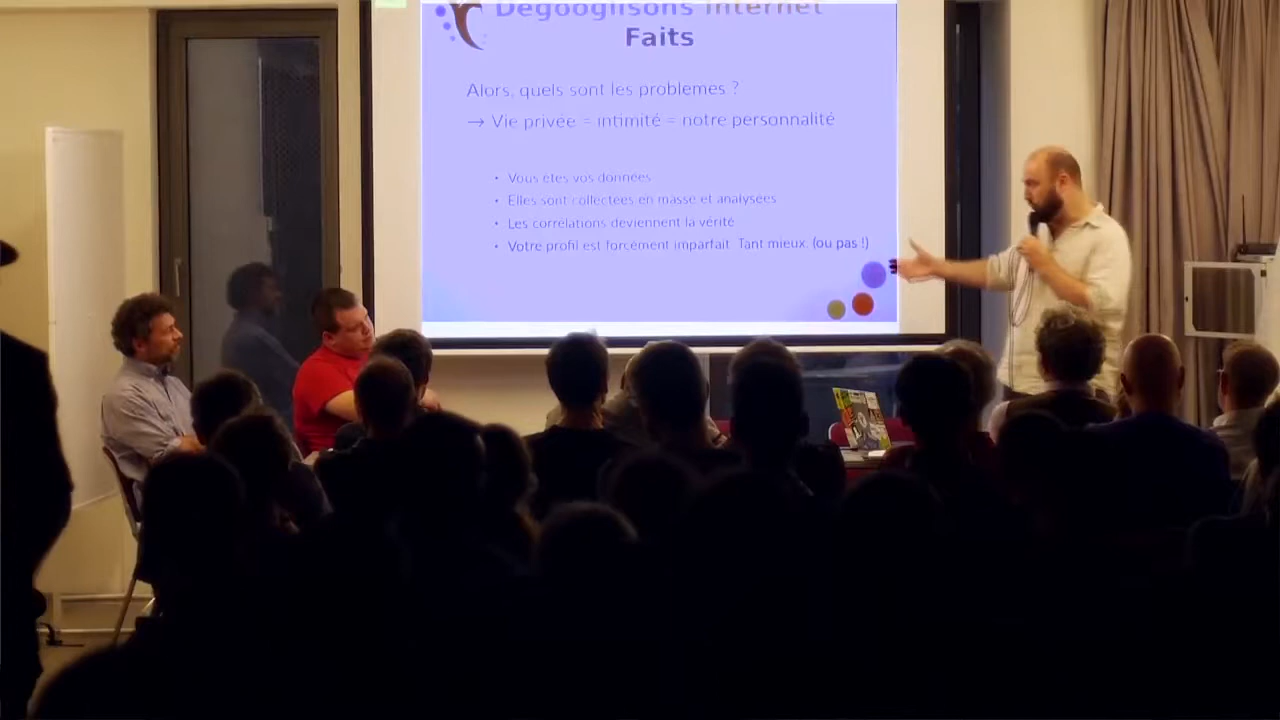 Dégooglisons Internet
Faits
Alors, quels sont les problèmes ?
→ Vie privée = intimité = notre personnalité
• Vous êtes vos données
• Elles sont collectées en masse et analysées
• Les corrélations deviennent la vérité
• Votre profil est forcément imparfait. Tant mieux. (ou pas !)